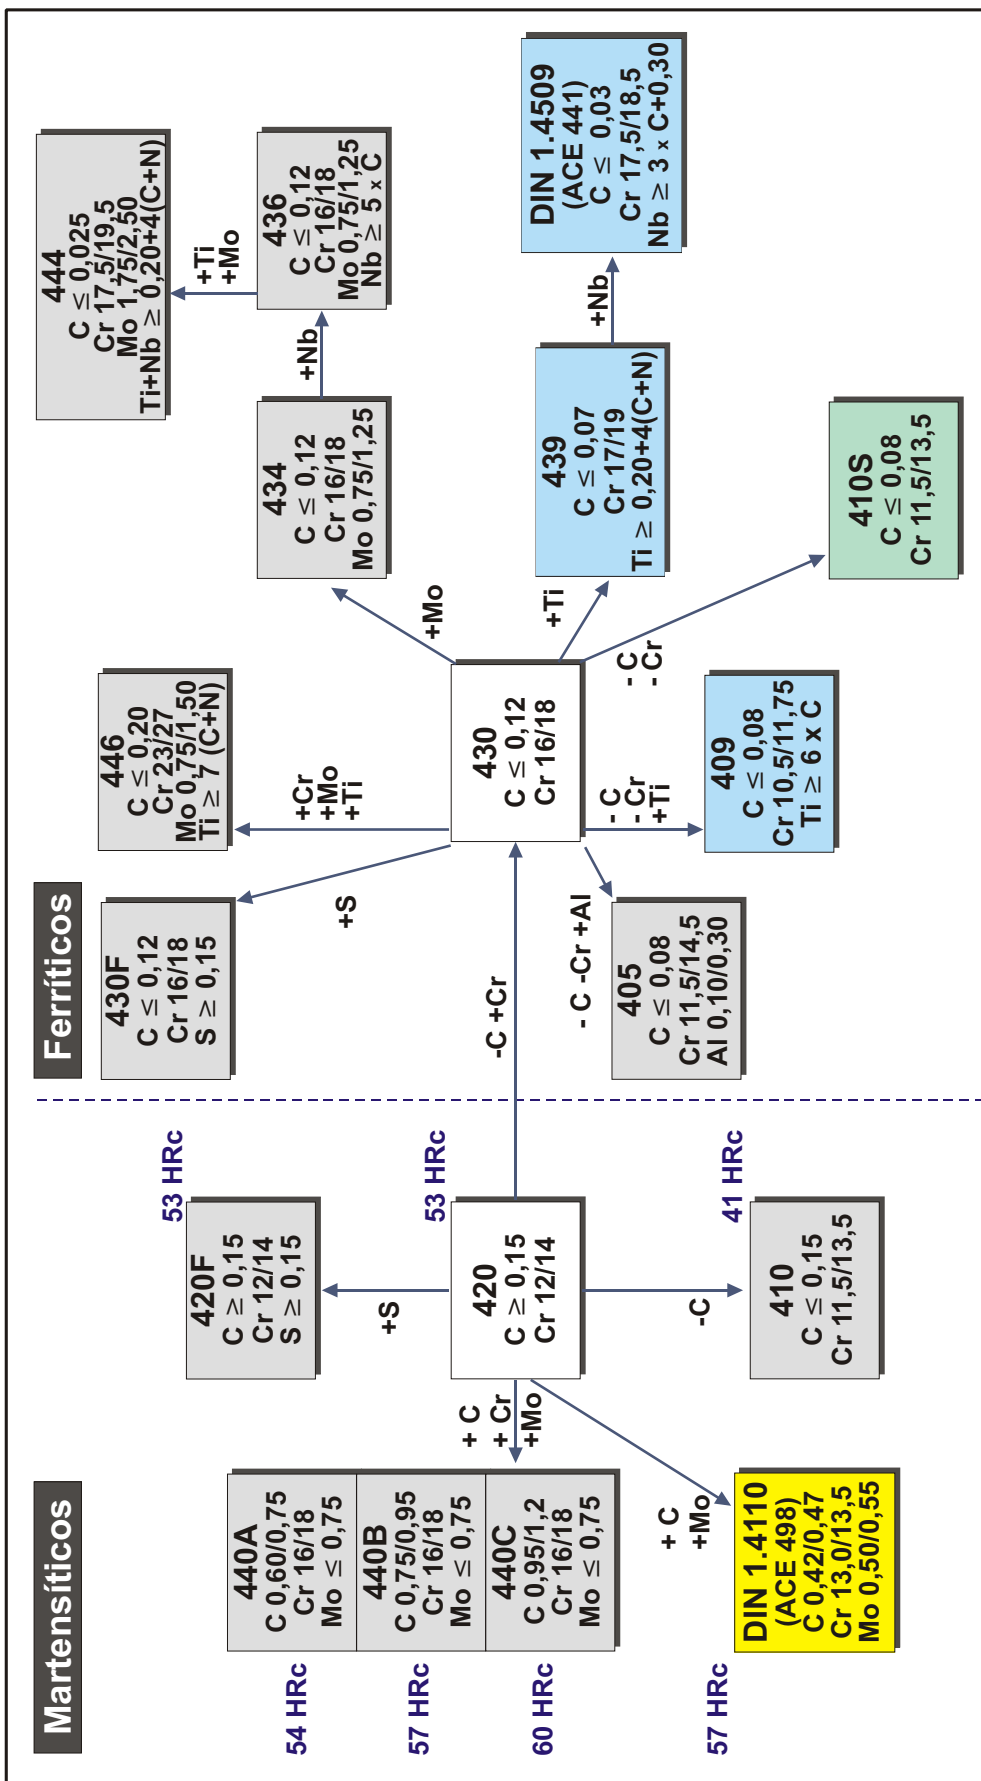 Martensíticos
54 HRc
440A
C 0,60/0,75
Cr 16/18
Mo ≤ 0,75
57 HRc
440B
C 0,75/0,95
Cr 16/18
Mo ≤ 0,75
60 HRc
440C
C 0,95/1,2
Cr 16/18
Mo ≤ 0,75
57 HRc
DIN 1.4110
(ACE 498)
C 0,42/0,47
Cr 13,0/13,5
Mo 0,50/0,55
+ C
+ Cr
+Mo
+ C
+Mo
420F
C ≥ 0,15
Cr 12/14
S ≥ 0,15
53 HRc
+S
420
C ≥ 0,15
Cr 12/14
53 HRc
-C
410
C ≤ 0,15
Cr 11,5/13,5
41 HRc
Ferríticos
-C +Cr
430F
C ≤ 0,12
Cr 16/18
S ≥ 0,15
+S
446
C ≤ 0,20
Cr 23/27
Mo 0,75/1,50
Ti ≥ 7 (C+N)
+Cr
+Mo
+Ti
430
C ≤ 0,12
Cr 16/18
- C -Cr +Al
405
C ≤ 0,08
Cr 11,5/14,5
Al 0,10/0,30
- C
- Cr
+Ti
409
C ≤ 0,08
Cr 10,5/11,75
Ti ≥ 6 x C
+Mo
434
C ≤ 0,12
Cr 16/18
Mo 0,75/1,25
+Nb
436
C ≤ 0,12
Cr 16/18
Mo 0,75/1,25
Nb ≥ 5 x C
+Ti
+Mo
444
C ≤ 0,025
Cr 17,5/19,5
Mo 1,75/2,50
Ti+Nb ≥ 0,20+4(C+N)
+Ti
439
C ≤ 0,07
Cr 17/19
Ti ≥ 0,20+4(C+N)
+Nb
DIN 1.4509
(ACE 441)
C ≤ 0,03
Cr 17,5/18,5
Nb ≥ 3 x C+0,30
- C
- Cr
410S
C ≤ 0,08
Cr 11,5/13,5